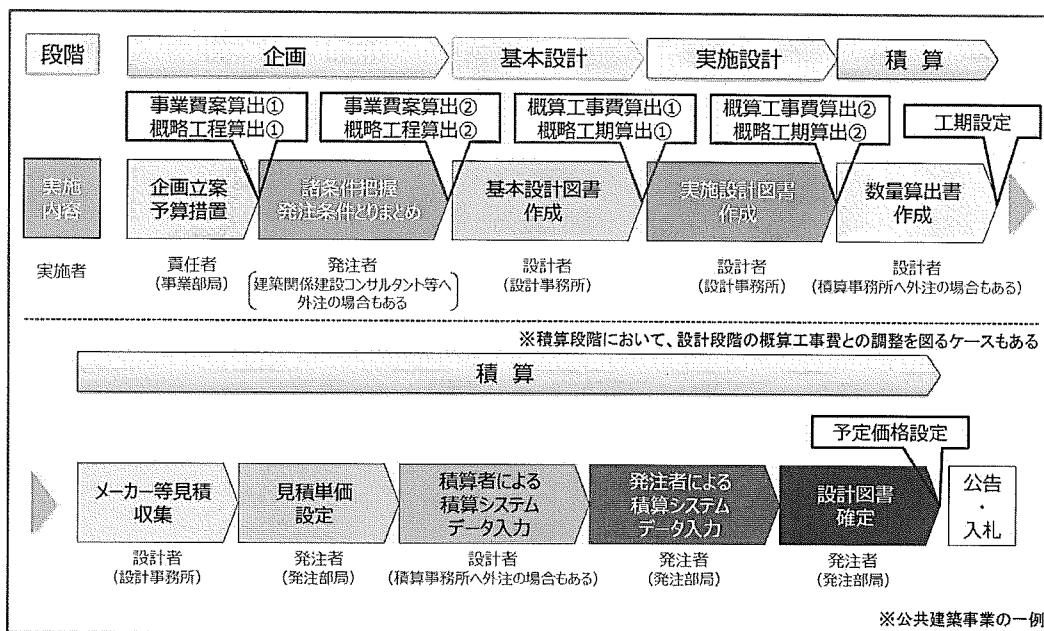 段階
企画
基本設計
実施設計
積 算
事業費案算出①
概略工程算出①
事業費案算出②
概略工程算出②
概算工事費算出①
概略工期算出①
概算工事費算出②
概略工期算出②
工期設定
実施
内容
企画立案
予算措置
諸条件把握
発注条件とりまとめ
基本設計図書
作成
実施設計図書
作成
数量算出書
作成
実施者
責任者
(事業部局)
発注者
建築関係建設コンサルタント等へ
外注の場合もある
設計者
(設計事務所)
設計者
(設計事務所)
設計者
(積算事務所へ外注の場合もある)
※積算段階において、設計段階の概算工事費との調整を図るケースもある
積 算
予定価格設定
メーカー等見積
収集
見積単価
設定
積算者による
積算システム
データ入力
発注者による
積算システム
データ入力
設計図書
確定
公告
・
入札
設計者
(設計事務所)
発注者
(発注部局)
設計者
(積算事務所へ外注の場合もある)
発注者
(発注部局)
発注者
(発注部局)
※公共建築事業の一例